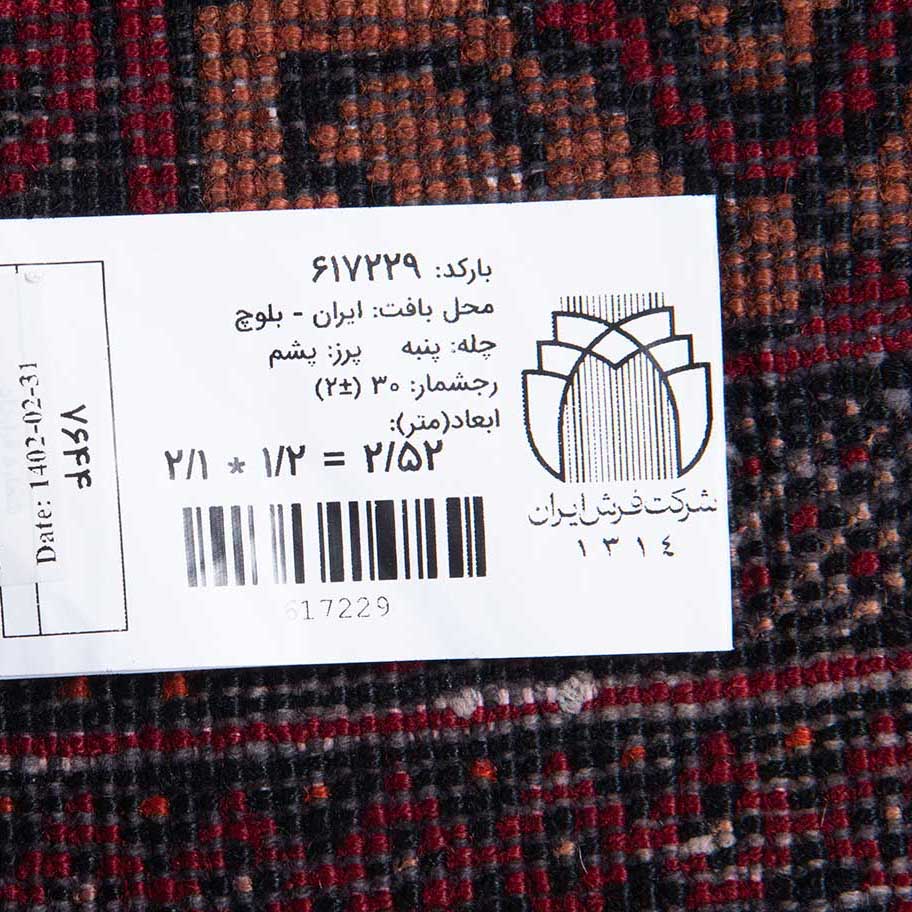 بارکد: ۶۱۷۲۲۹
محل بافت: ایران - بلوچ
چله: پنبه پرز: پشم
رجشمار: ۳۰ (±۲)
ابعاد(متر):
۲/۱ * ۱/۲ = ۲/۵۲
617229
شرکت فرش ایران
۱۳۱٤
Date: 1402-02-31
۷۶۴۴